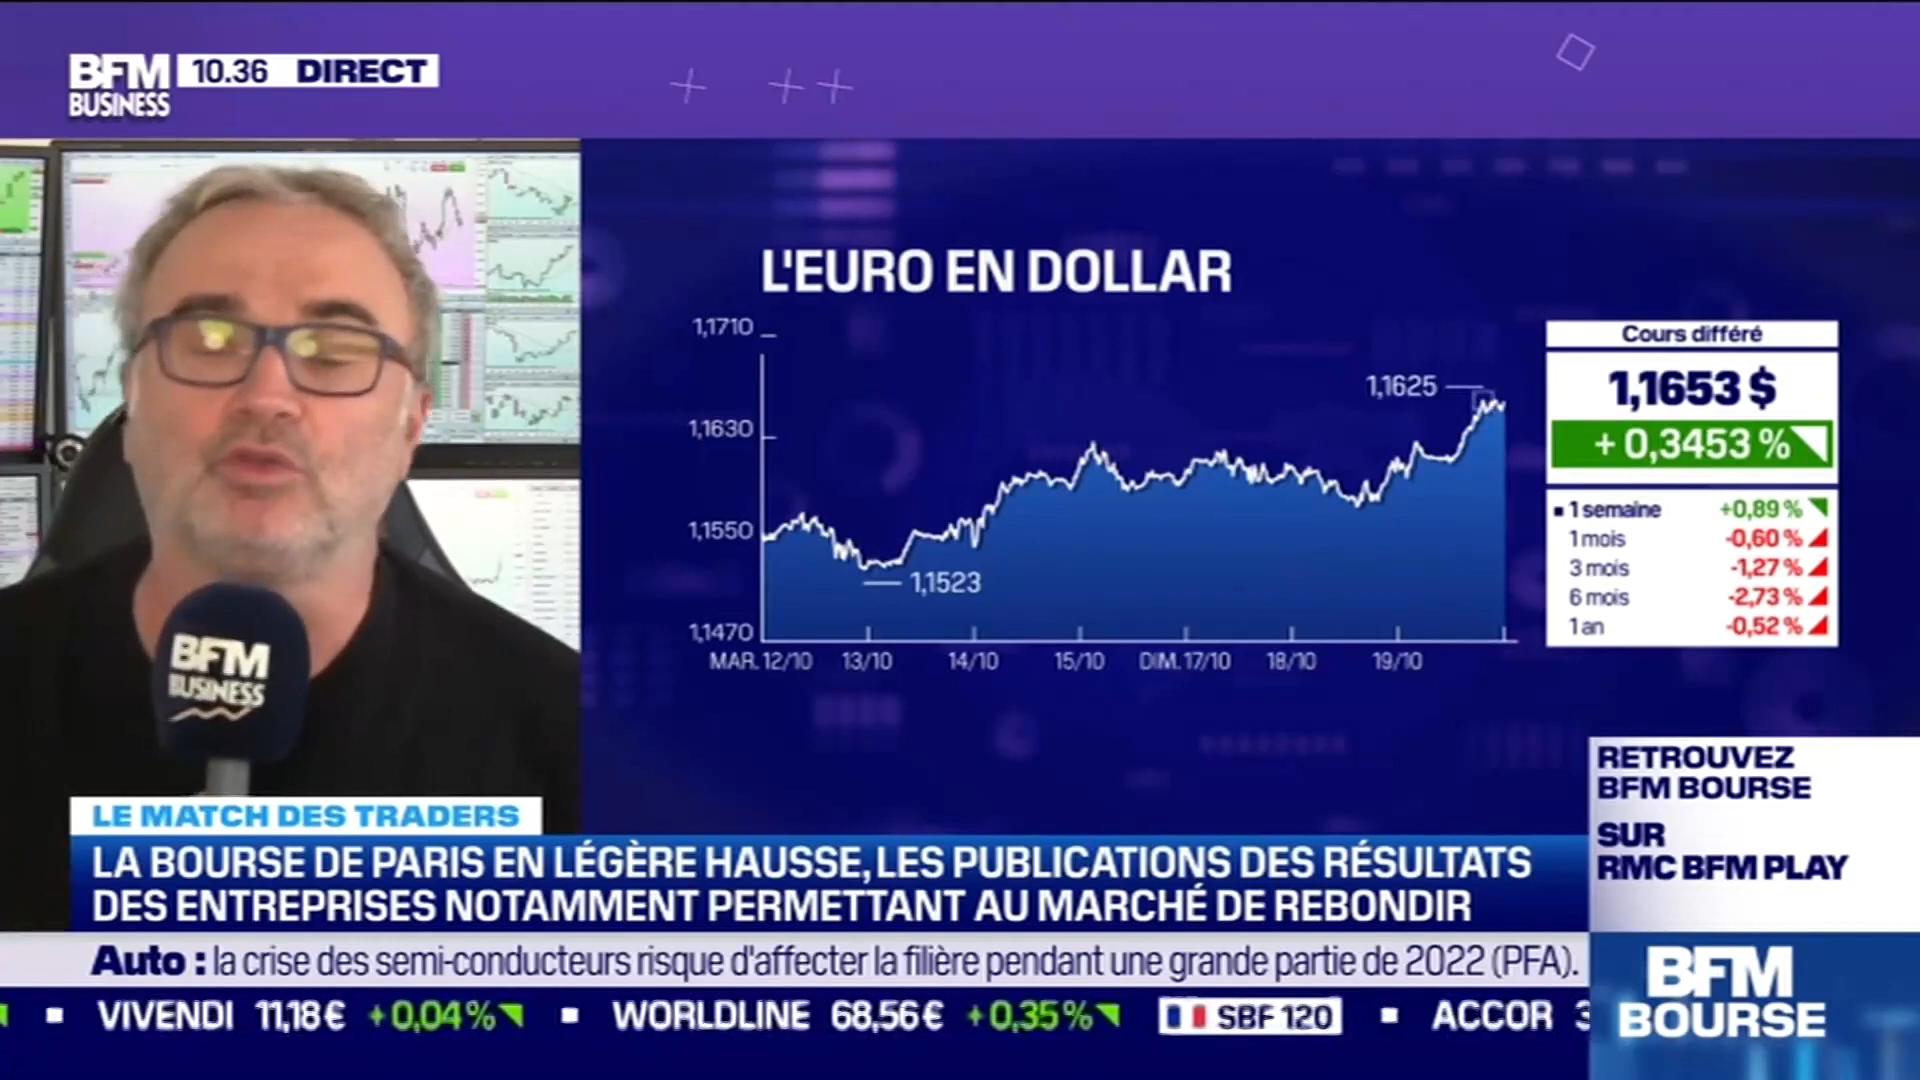 BFM
BUSINESS
10.36 DIRECT
L'EURO EN DOLLAR
1,1710
1,1630
1,1550
1,1470
1,1625
1,1523
MAR. 12/10 13/10 14/10 15/10 DIM. 17/10 18/10 19/10
Cours différé
1,1653 $
+ 0,3453 %
1 semaine +0,89 %
1 mois -0,60 %
3 mois -1,27 %
6 mois -2,73 %
1 an -0,52 %
BFM
BUSINESS
LE MATCH DES TRADERS
LA BOURSE DE PARIS EN LÉGÈRE HAUSSE, LES PUBLICATIONS DES RÉSULTATS
DES ENTREPRISES NOTAMMENT PERMETTANT AU MARCHÉ DE REBONDIR
RETROUVEZ
BFM BOURSE
SUR
RMC BFM PLAY
Auto : la crise des semi-conducteurs risque d'affecter la filière pendant une grande partie de 2022 (PFA).
VIVENDI 11,18 € +0,04 % WORLDLINE 68,56 € +0,35 % SBF 120 ACCOR 3
BFM
BOURSE